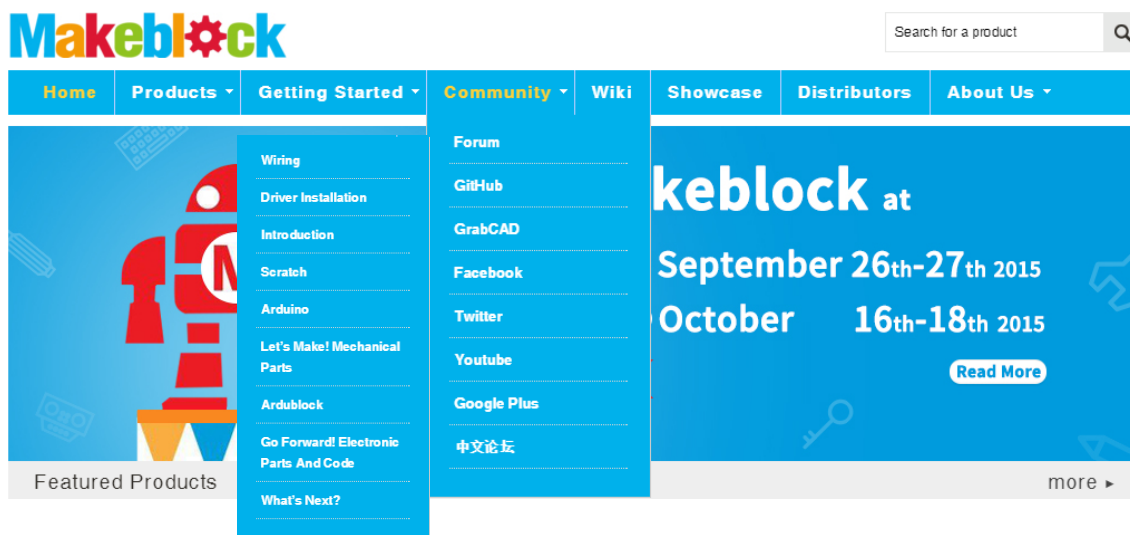 Makeblock
Search for a product
Home Products Getting Started Community Wiki Showcase Distributors About Us
Wiring
Driver Installation
Introduction
Scratch
Arduino
Let's Make! Mechanical
Parts
Ardublock
Go Forward! Electronic
Parts And Code
What's Next?
Forum
GitHub
GrabCAD
Facebook
Twitter
Youtube
Google Plus
中文论坛
keblock at
September 26th-27th 2015
October 16th-18th 2015
Read More
M
Featured Products
more ▸